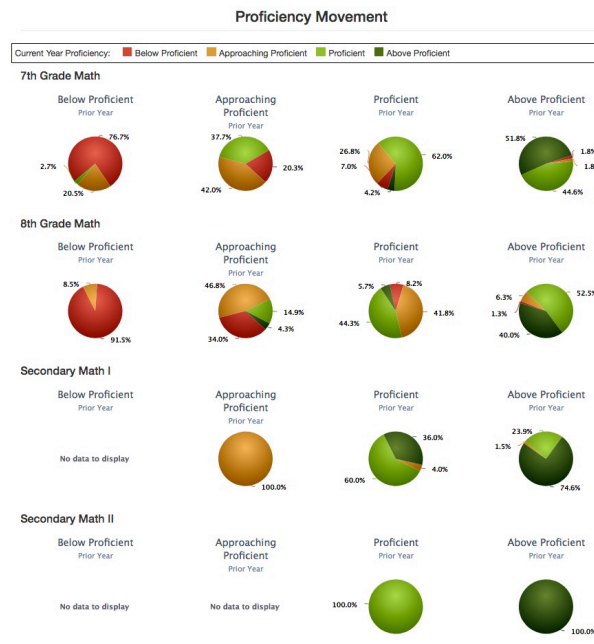 Proficiency Movement
Current Year Proficiency: Below Proficient Approaching Proficient Proficient Above Proficient
7th Grade Math
Below Proficient
Prior Year
76.7%
2.7%
20.5%
Approaching
Proficient
Prior Year
37.7%
20.3%
42.0%
Proficient
Prior Year
26.8%
62.0%
7.0%
4.2%
Above Proficient
Prior Year
51.8%
1.8%
1.8
44.6%
8th Grade Math
Below Proficient
Prior Year
8.5%
91.5%
Approaching
Proficient
Prior Year
46.8%
14.9%
4.3%
34.0%
Proficient
Prior Year
5.7%
8.2%
41.8%
44.3%
Above Proficient
Prior Year
52.5%
6.3%
1.3%
40.0%
Secondary Math I
Below Proficient
Prior Year
No data to display
Approaching
Proficient
Prior Year
100.0%
Proficient
Prior Year
36.0%
4.0%
60.0%
Above Proficient
Prior Year
23.9%
1.5%
74.6%
Secondary Math II
Below Proficient
Prior Year
No data to display
Approaching
Proficient
Prior Year
No data to display
Proficient
Prior Year
100.0%
Above Proficient
Prior Year
100.0%